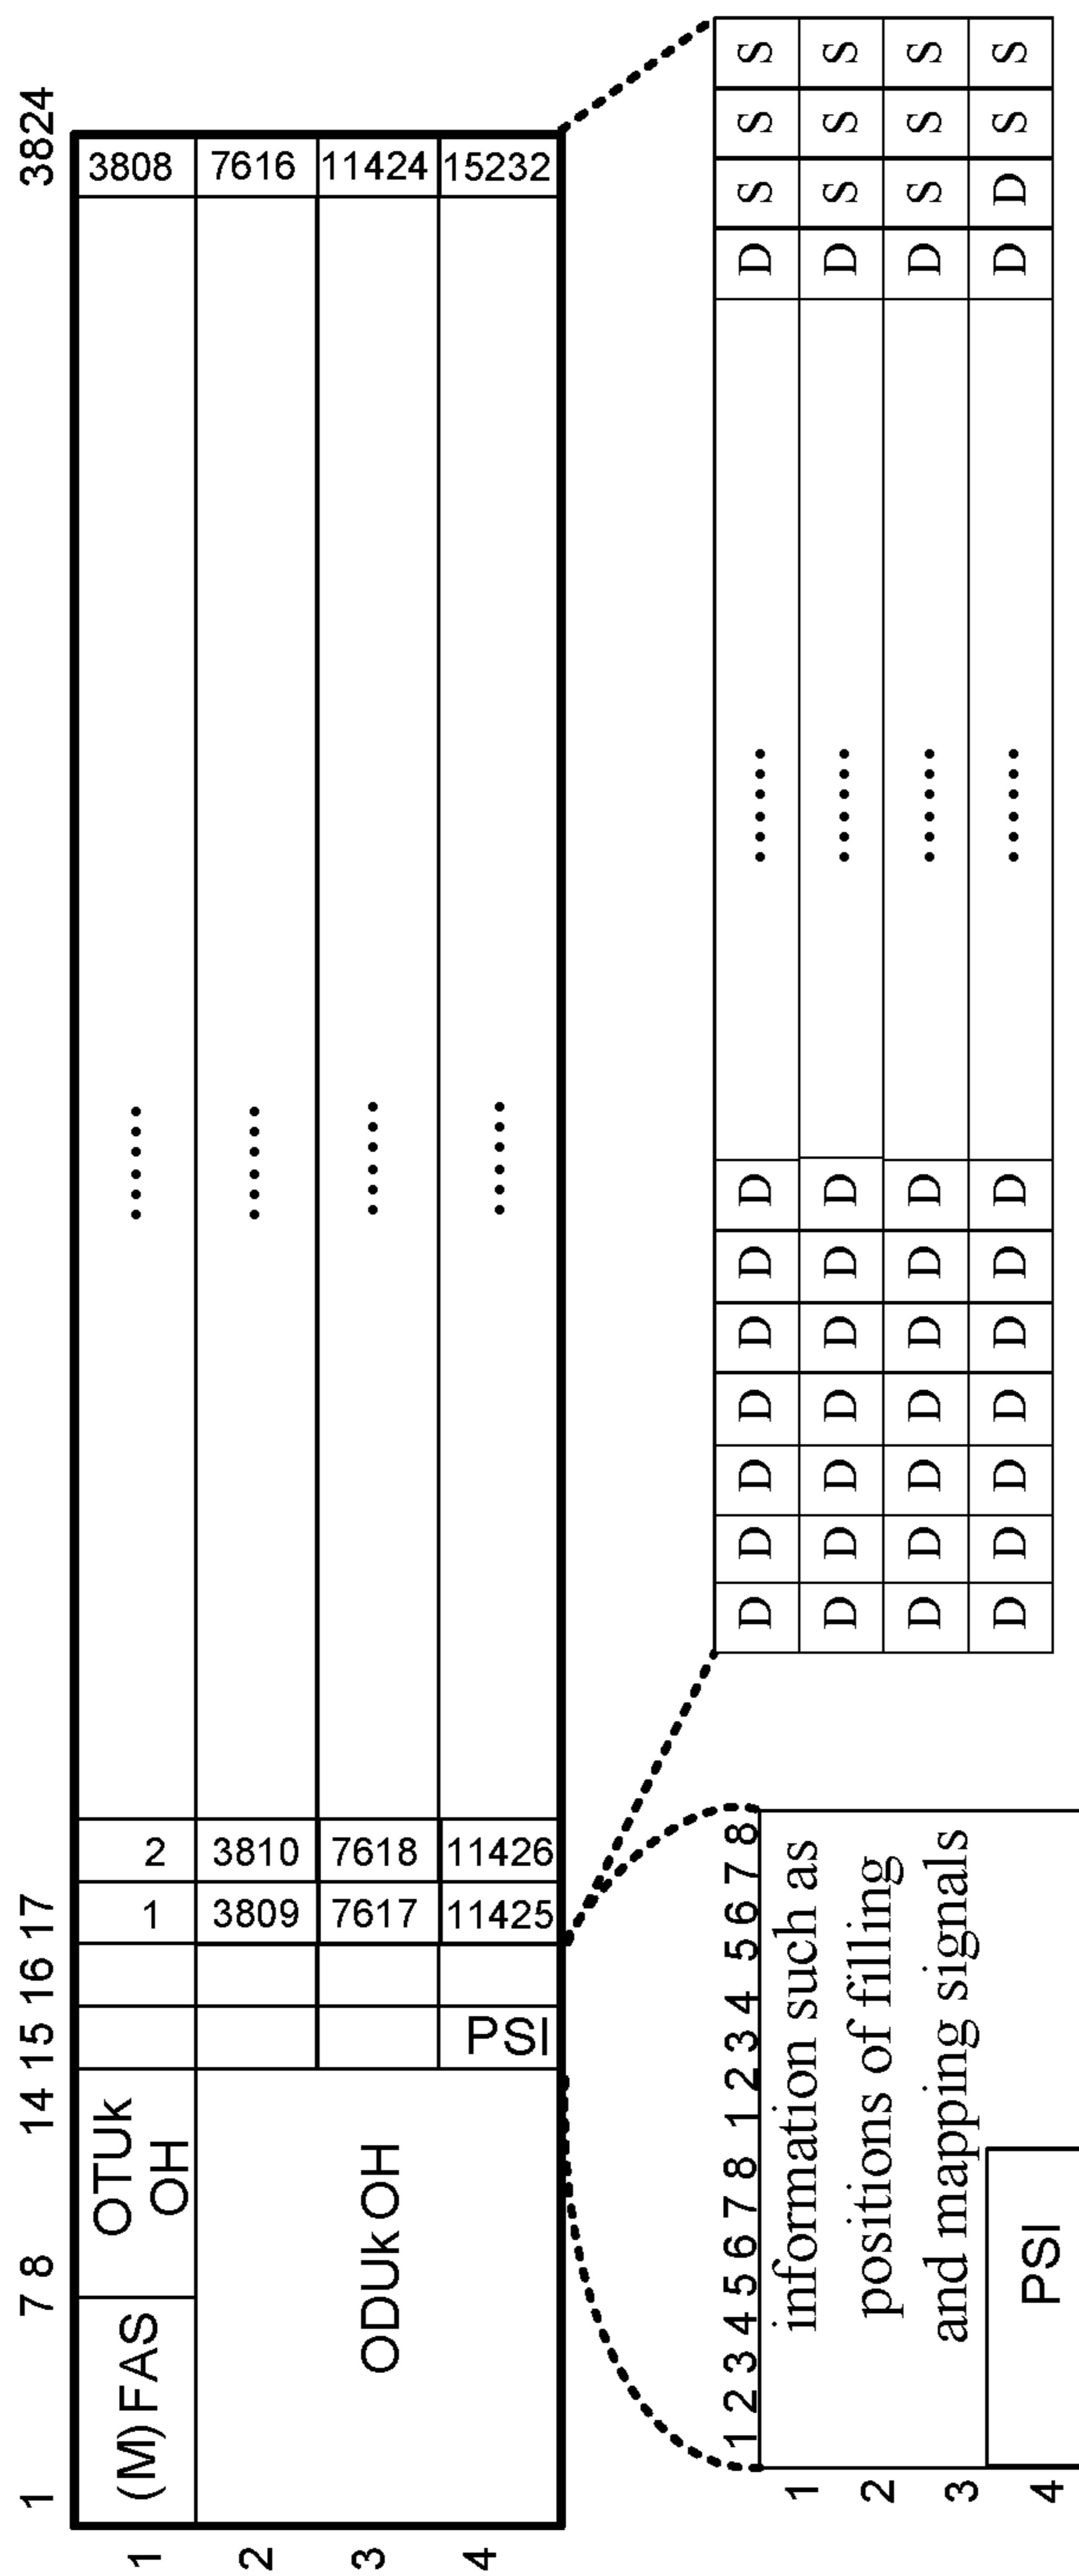 1 7 8 14 15 16 17 3824
1 (M) FAS OTUk 1 2 ...... 3808
OH
2 3809 3810 ...... 7616
3 ODUk OH 7617 7618 ...... 11424
4 PSI 11425 11426 ...... 15232
1 2 3 4 5 6 7 8 1 2 3 4 5 6 7 8
1 information such as
2 positions of filling
3 and mapping signals
4 PSI
D D D D D D D ...... D S S S
D D D D D D D ...... D S S S
D D D D D D D ...... D S S S
D D D D D D D ...... D D S S